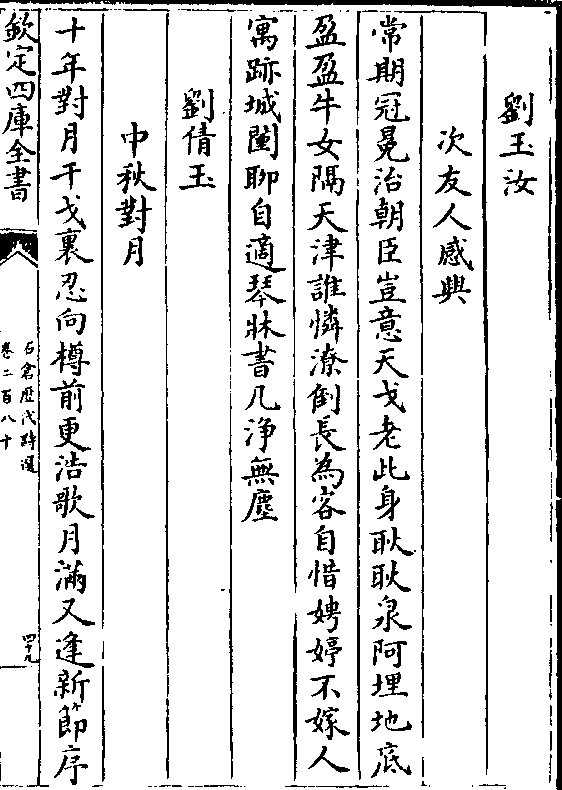 劉玉汝
次友人感興
常期冠冕治朝臣豈意天戈老此身耿耿泉阿埋地底
盈盈牛女隔天津誰憐潦倒長為客自惜娉婷不嫁人
寓跡城闉聊自適琴牀書几浄無塵
劉倩玉
中秋對月
十年對月干戈裏忍向樽前更浩歌月滿又逢新節序
欽定四庫全書
石倉歷代詩選
卷二百八十
四十九